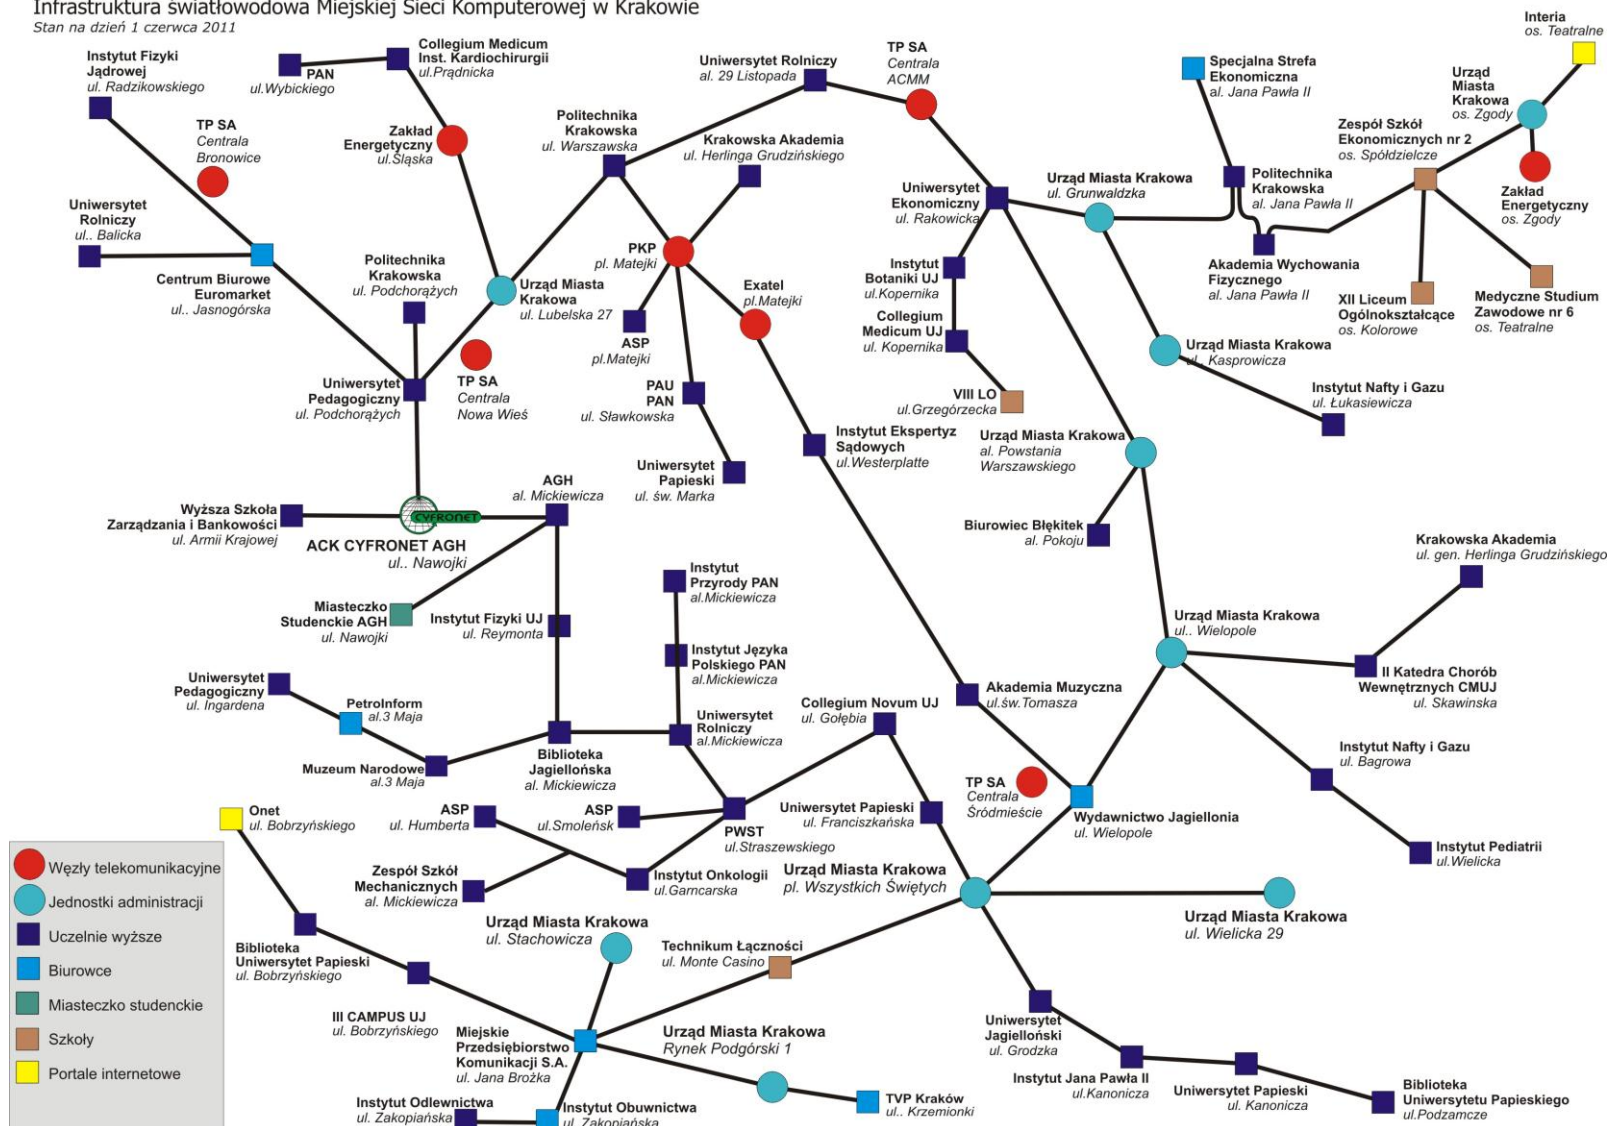 Infrastruktura światłowodowa Miejskiej Sieci Komputerowej w Krakowie
Stan na dzień 1 czerwca 2011
Instytut Fizyki
Jądrowej
ul. Radzikowskiego
PAN
ul.Wybickiego
Collegium Medicum
Inst. Kardiochirurgii
ul.Prądnicka
TP SA
Centrala
Bronowice
Zakład
Energetyczny
ul.Śląska
Politechnika
Krakowska
ul. Warszawska
Uniwersytet Rolniczy
al. 29 Listopada
TP SA
Centrala
ACMM
Krakowska Akademia
ul. Herlinga Grudzińskiego
Specjalna Strefa
Ekonomiczna
al. Jana Pawła II
Interia
os. Teatralne
Urząd
Miasta
Krakowa
os. Zgody
Zespół Szkół
Ekonomicznych nr 2
os. Spółdzielcze
Zakład
Energetyczny
os. Zgody
Uniwersytet
Rolniczy
ul.. Balicka
Centrum Biurowe
Euromarket
ul.. Jasnogórska
Politechnika
Krakowska
ul. Podchorążych
Urząd Miasta
Krakowa
ul. Lubelska 27
PKP
pl. Matejki
Exatel
pl.Matejki
Uniwersytet
Ekonomiczny
ul. Rakowicka
Urząd Miasta Krakowa
ul. Grunwaldzka
Politechnika
Krakowska
al. Jana Pawła II
Akademia Wychowania
Fizycznego
al. Jana Pawła II
XII Liceum
Ogólnokształcące
os. Kolorowe
Medyczne Studium
Zawodowe nr 6
os. Teatralne
Instytut
Botaniki UJ
ul.Kopernika
Collegium
Medicum UJ
ul. Kopernika
ASP
pl.Matejki
Urząd Miasta Krakowa
ul.. Kasprowicza
Instytut Nafty i Gazu
ul. Łukasiewicza
Uniwersytet
Pedagogiczny
ul. Podchorążych
TP SA
Centrala
Nowa Wieś
PAU
PAN
ul. Sławkowska
VIII LO
ul.Grzegórzecka
Instytut Ekspertyz
Sądowych
ul.Westerplatte
Urząd Miasta Krakowa
al. Powstania
Warszawskiego
Uniwersytet
Papieski
ul. św. Marka
AGH
al. Mickiewicza
Wyższa Szkoła
Zarządzania i Bankowości
ul. Armii Krajowej
CYFRONET
ACK CYFRONET AGH
ul.. Nawojki
Biurowiec Błękitek
al. Pokoju
Krakowska Akademia
ul. gen. Herlinga Grudzińskiego
Instytut
Przyrody PAN
al.Mickiewicza
Miasteczko
Studenckie AGH
ul. Nawojki
Instytut Fizyki UJ
ul. Reymonta
Urząd Miasta Krakowa
ul.. Wielopole
Instytut Języka
Polskiego PAN
al.Mickiewicza
II Katedra Chorób
Wewnętrznych CMUJ
ul. Skawinska
Uniwersytet
Pedagogiczny
ul. Ingardena
PetroInform
al.3 Maja
Collegium Novum UJ
ul. Gołębia
Akademia Muzyczna
ul.św.Tomasza
Uniwersytet
Rolniczy
al.Mickiewicza
Muzeum Narodowe
al.3 Maja
Biblioteka
Jagiellońska
al. Mickiewicza
Instytut Nafty i Gazu
ul. Bagrowa
TP SA
Centrala
Śródmieście
Onet
ul. Bobrzyńskiego
ASP
ul. Humberta
ASP
ul.Smoleńsk
PWST
ul.Straszewskiego
Uniwersytet Papieski
ul. Franciszkańska
Wydawnictwo Jagiellonia
ul. Wielopole
Instytut Pediatrii
ul.Wielicka
Zespół Szkół
Mechanicznych
al. Mickiewicza
Instytut Onkologii
ul.Garncarska
Urząd Miasta Krakowa
pl. Wszystkich Świętych
Urząd Miasta Krakowa
ul. Wielicka 29
Węzły telekomunikacyjne
Jednostki administracji
Uczelnie wyższe
Biurowce
Miasteczko studenckie
Szkoły
Portale internetowe
Urząd Miasta Krakowa
ul. Stachowicza
Biblioteka
Uniwersytet Papieski
ul. Bobrzyńskiego
Technikum Łączności
ul. Monte Casino
III CAMPUS UJ
ul. Bobrzyńskiego
Miejskie
Przedsiębiorstwo
Komunikacji S.A.
ul. Jana Brożka
Urząd Miasta Krakowa
Rynek Podgórski 1
Uniwersytet
Jagielloński
ul. Grodzka
Instytut Jana Pawła II
ul.Kanonicza
Uniwersytet Papieski
ul. Kanonicza
Biblioteka
Uniwersytetu Papieskiego
ul.Podzamcze
TVP Kraków
ul.. Krzemionki
Instytut Odlewnictwa
ul. Zakopiańska
Instytut Obuwnictwa
ul. Zakopiańska